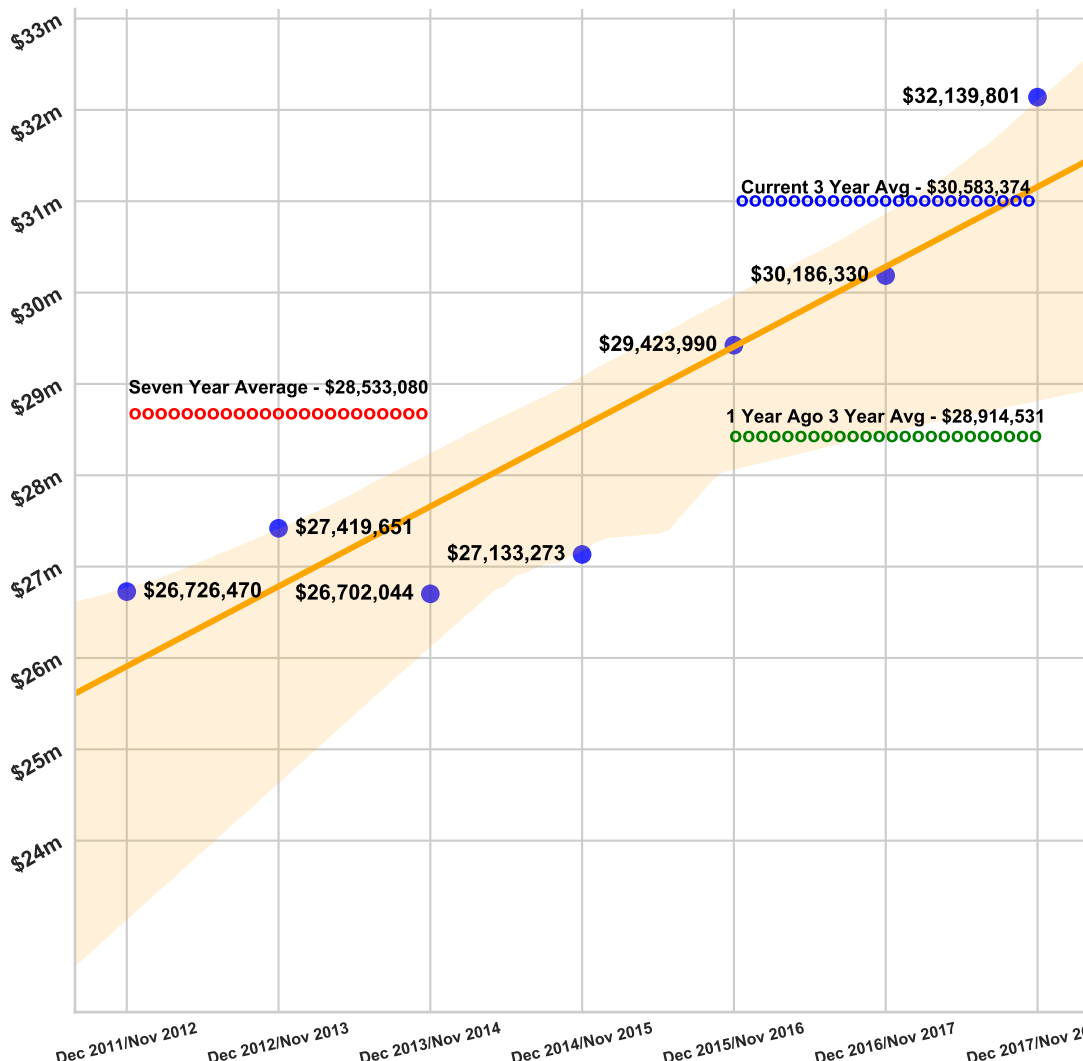 $33m
$32m
$31m
$30m
$29m
$28m
$27m
$26m
$25m
$24m
$32,139,801
Current 3 Year Avg - $30,583,374
$30,186,330
$29,423,990
Seven Year Average - $28,533,080
1 Year Ago 3 Year Avg - $28,914,531
$27,419,651
$27,133,273
$26,726,470
$26,702,044
Dec 2011/Nov 2012
Dec 2012/Nov 2013
Dec 2013/Nov 2014
Dec 2014/Nov 2015
Dec 2015/Nov 2016
Dec 2016/Nov 2017
Dec 2017/Nov